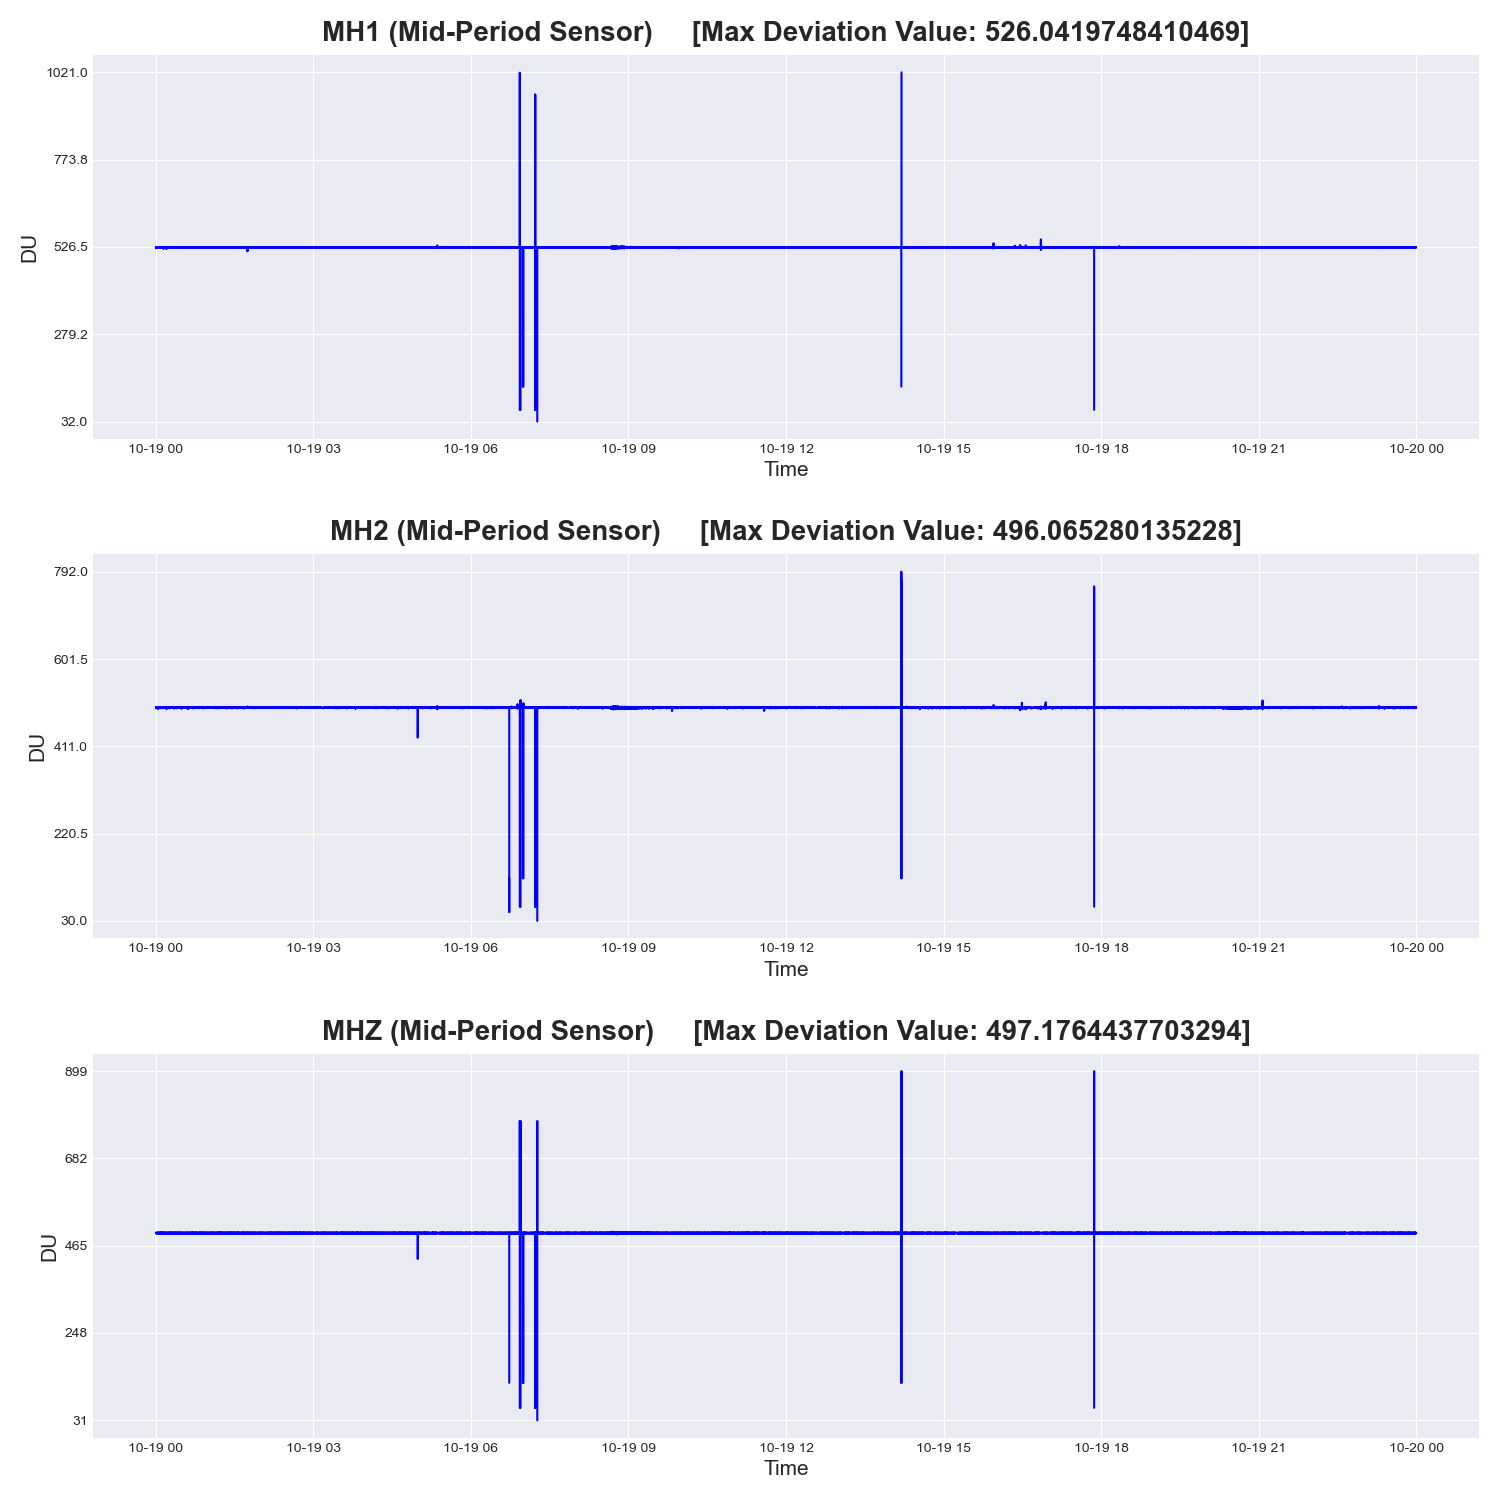 MH1 (Mid-Period Sensor) [Max Deviation Value: 526.0419748410469]
1021.0
773.8
526.5
279.2
32.0
DU
10-19 00 10-19 03 10-19 06 10-19 09 10-19 12 10-19 15 10-19 18 10-19 21 10-20 00
Time
MH2 (Mid-Period Sensor) [Max Deviation Value: 496.065280135228]
792.0
601.5
411.0
220.5
30.0
DU
10-19 00 10-19 03 10-19 06 10-19 09 10-19 12 10-19 15 10-19 18 10-19 21 10-20 00
Time
MHZ (Mid-Period Sensor) [Max Deviation Value: 497.1764437703294]
899
682
465
248
31
DU
10-19 00 10-19 03 10-19 06 10-19 09 10-19 12 10-19 15 10-19 18 10-19 21 10-20 00
Time